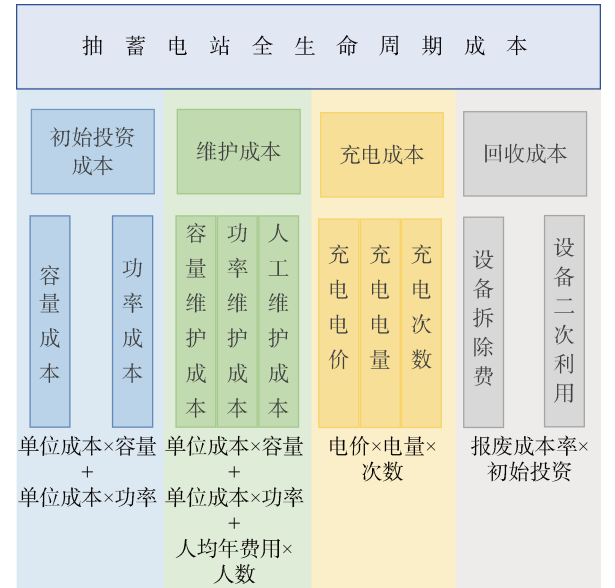 抽蓄电站全生命周期成本
初始投资
成本
维护成本
充电成本
回收成本
容量成本
功率成本
容量维护成本
功率维护成本
人工维护成本
充电电价
充电电量
充电次数
设备拆除费
设备二次利用
单位成本×容量
+
单位成本×功率
单位成本×容量
+
单位成本×功率
+
人均年费用×
人数
电价×电量×
次数
报废成本率×
初始投资